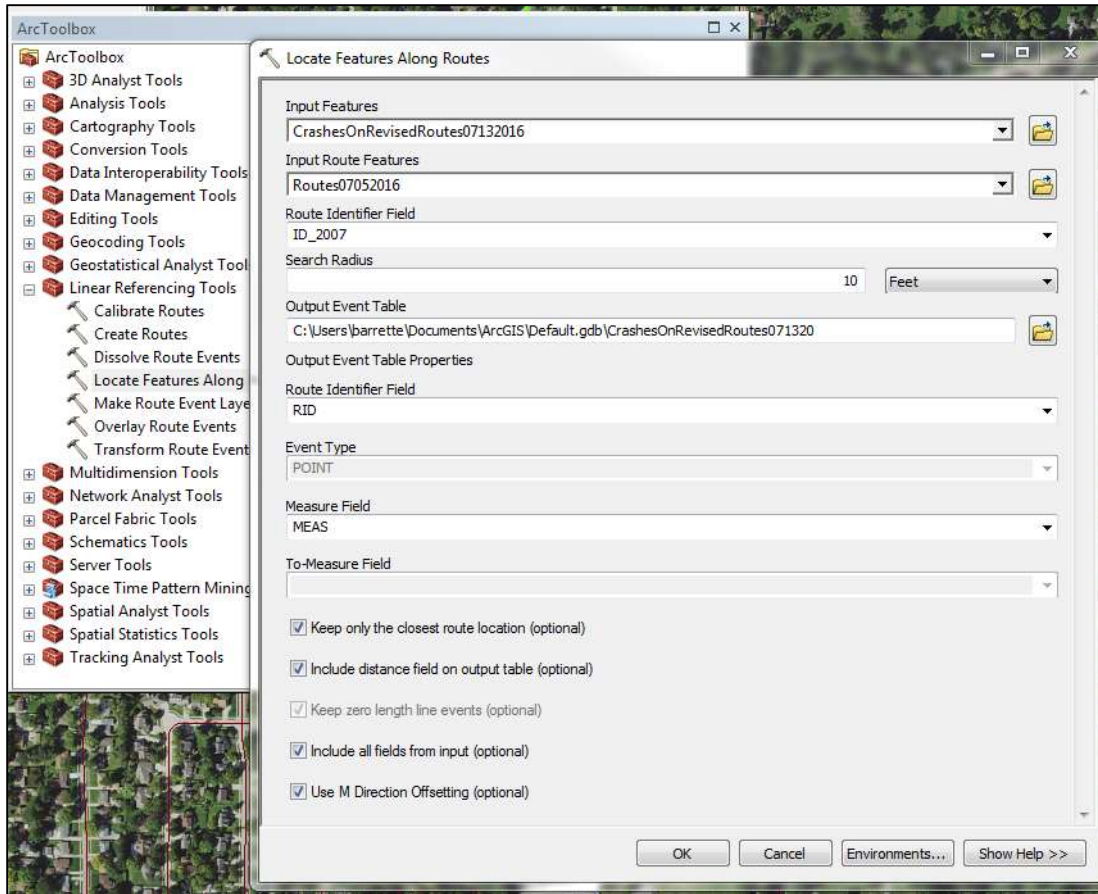 ArcToolbox
ArcToolbox
3D Analyst Tools
Analysis Tools
Cartography Tools
Conversion Tools
Data Interoperability Tools
Data Management Tools
Editing Tools
Geocoding Tools
Geostatistical Analyst Tool
Linear Referencing Tools
Calibrate Routes
Create Routes
Dissolve Route Events
Locate Features Along
Make Route Event Laye
Overlay Route Events
Transform Route Event
Multidimension Tools
Network Analyst Tools
Parcel Fabric Tools
Schematics Tools
Server Tools
Space Time Pattern Mining
Spatial Analyst Tools
Spatial Statistics Tools
Tracking Analyst Tools
Locate Features Along Routes
Input Features
CrashesOnRevisedRoutes07132016
Input Route Features
Routes07052016
Route Identifier Field
ID_2007
Search Radius
10 Feet
Output Event Table
C:\Users\barrette\Documents\ArcGIS\Default.gdb\CrashesOnRevisedRoutes071320
Output Event Table Properties
Route Identifier Field
RID
Event Type
POINT
Measure Field
MEAS
To-Measure Field
Keep only the closest route location (optional)
Include distance field on output table (optional)
Keep zero length line events (optional)
Include all fields from input (optional)
Use M Direction Offsetting (optional)
OK Cancel Environments... Show Help >>